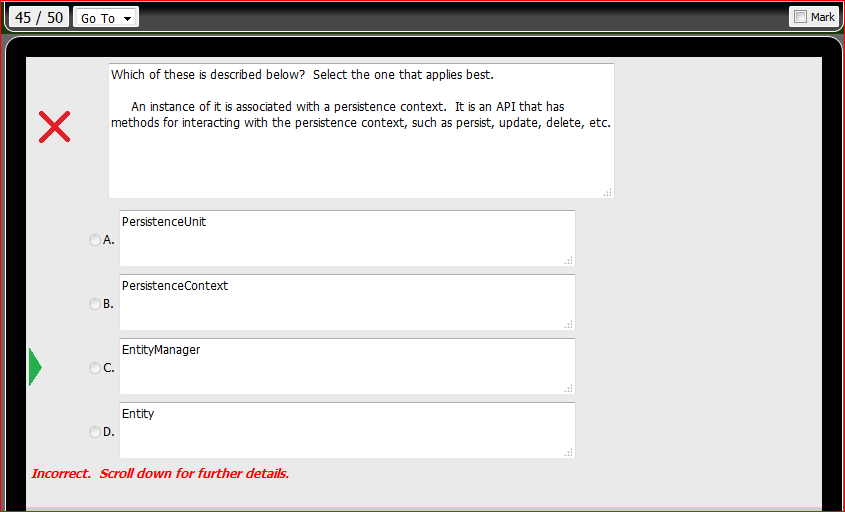 45 / 50 Go To Mark
Which of these is described below?  Select the one that applies best.
An instance of it is associated with a persistence context.  It is an API that has
methods for interacting with the persistence context, such as persist, update, delete, etc.
A. PersistenceUnit
B. PersistenceContext
C. EntityManager
D. Entity
Incorrect.  Scroll down for further details.